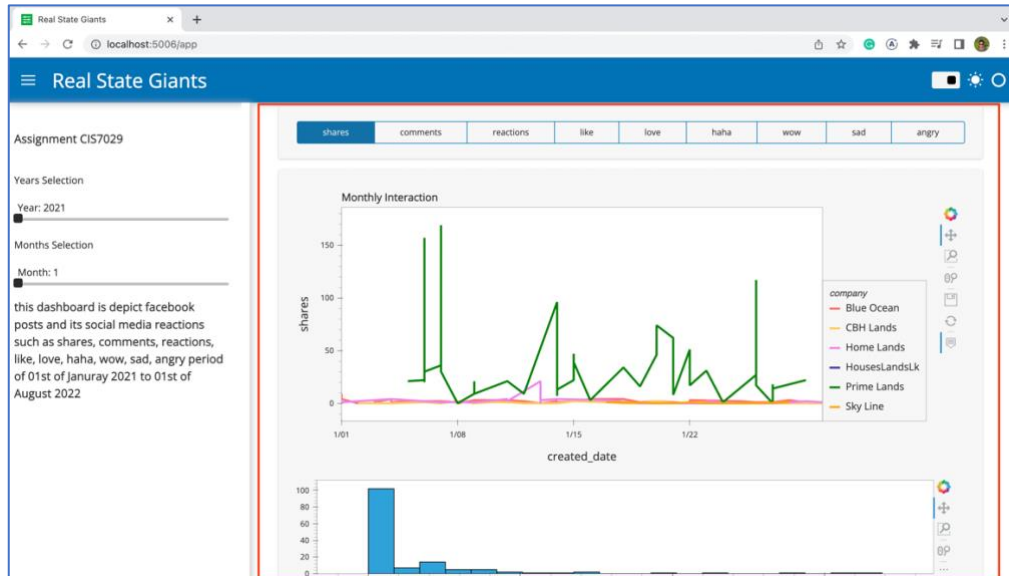 Real State Giants
localhost:5006/app
Real State Giants
Assignment CIS7029
Years Selection
Year: 2021
Months Selection
Month: 1
this dashboard is depict facebook
posts and its social media reactions
such as shares, comments, reactions,
like, love, haha, wow, sad, angry period
of 01st of Januray 2021 to 01st of
August 2022
shares comments reactions like love haha wow sad angry
Monthly Interaction
shares
150
100
50
0
1/01 1/08 1/15 1/22
created_date
company
Blue Ocean
CBH Lands
Home Lands
HousesLandsLk
Prime Lands
Sky Line
100
80
60
40
20
0